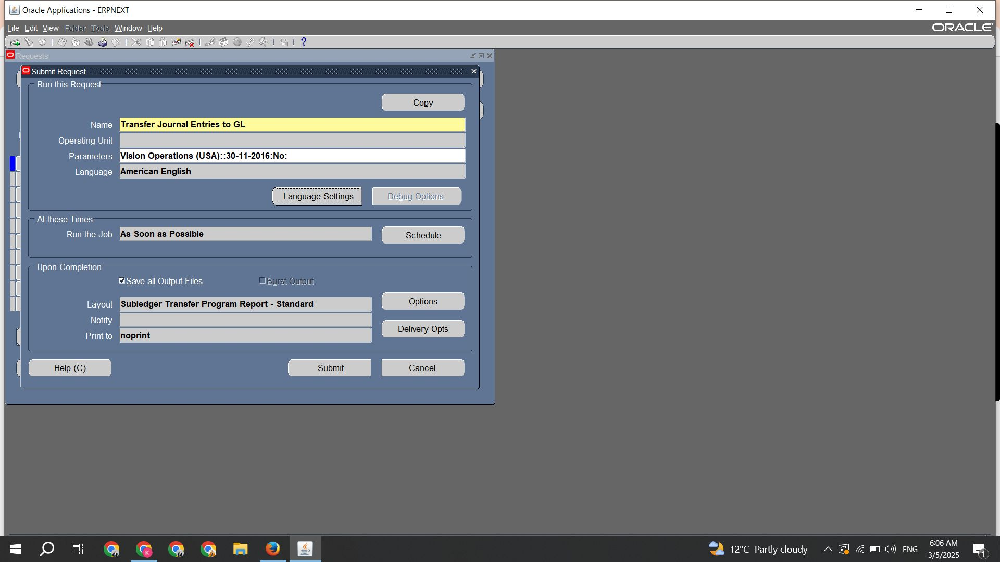 Oracle Applications - ERPNEXT
File Edit View Folder Tools Window Help
ORACLE
Requests
Submit Request
Run this Request
Copy
Name Transfer Journal Entries to GL
Operating Unit
Parameters Vision Operations (USA)::30-11-2016:No:
Language American English
Language Settings Debug Options
At these Times
Run the Job As Soon as Possible Schedule
Upon Completion
Save all Output Files Burst Output
Layout Subledger Transfer Program Report - Standard Options
Notify
Delivery Opts
Print to noprint
Help (C) Submit Cancel
12°C Partly cloudy ENG 6:06 AM
3/5/2025 1